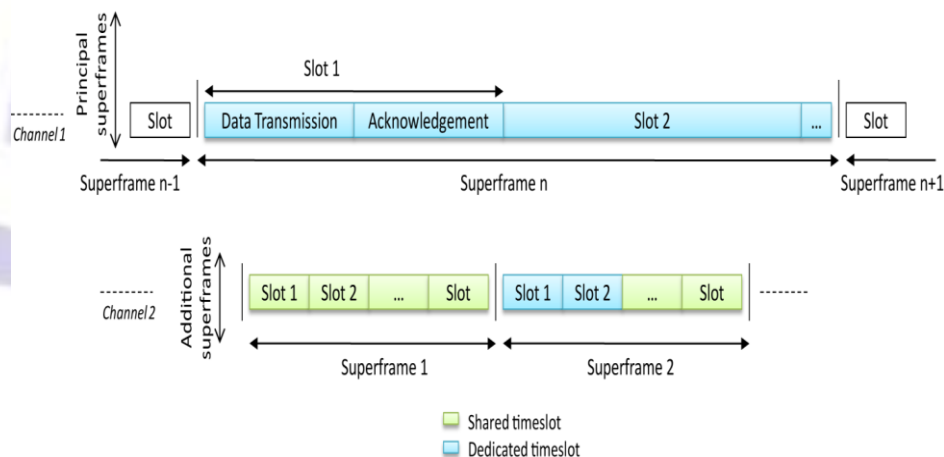 Principal
superframes
Channel 1
Slot 1
Slot
Data Transmission
Acknowledgement
Slot 2
...
Slot
Superframe n-1
Superframe n
Superframe n+1
Additional
superframes
Channel 2
Slot 1
Slot 2
...
Slot
Slot 1
Slot 2
...
Slot
Superframe 1
Superframe 2
Shared timeslot
Dedicated timeslot